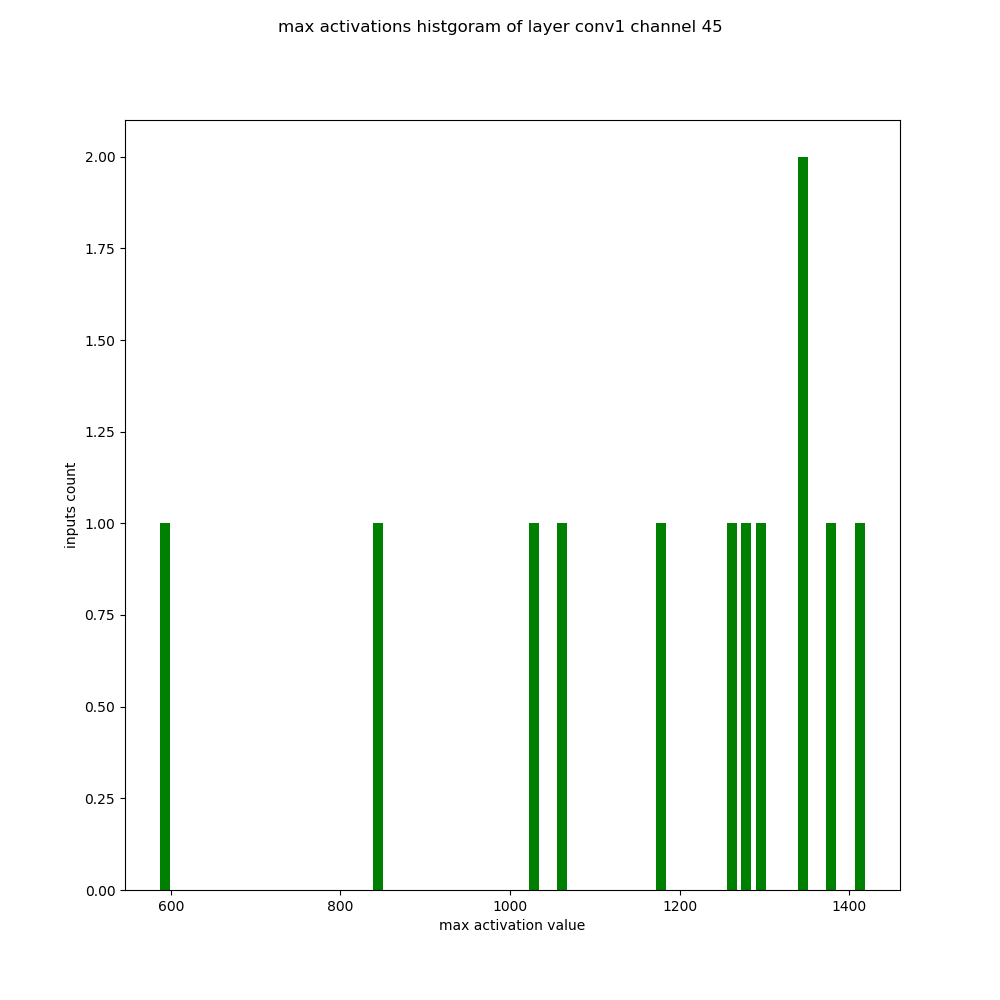 max activations histgoram of layer conv1 channel 45
2.00
1.75
1.50
1.25
1.00
0.75
0.50
0.25
0.00
inputs count
600 800 1000 1200 1400
max activation value